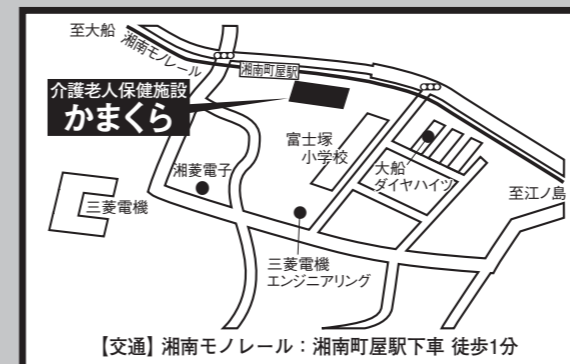 至大船
湘南モノレール
湘南町屋駅
介護老人保健施設
かまくら
富士塚
小学校
大船
ダイヤハイツ
湘菱電子
至江ノ島
三菱電機
三菱電機
エンジニアリング
【交通】湘南モノレール：湘南町屋駅下車 徒歩1分